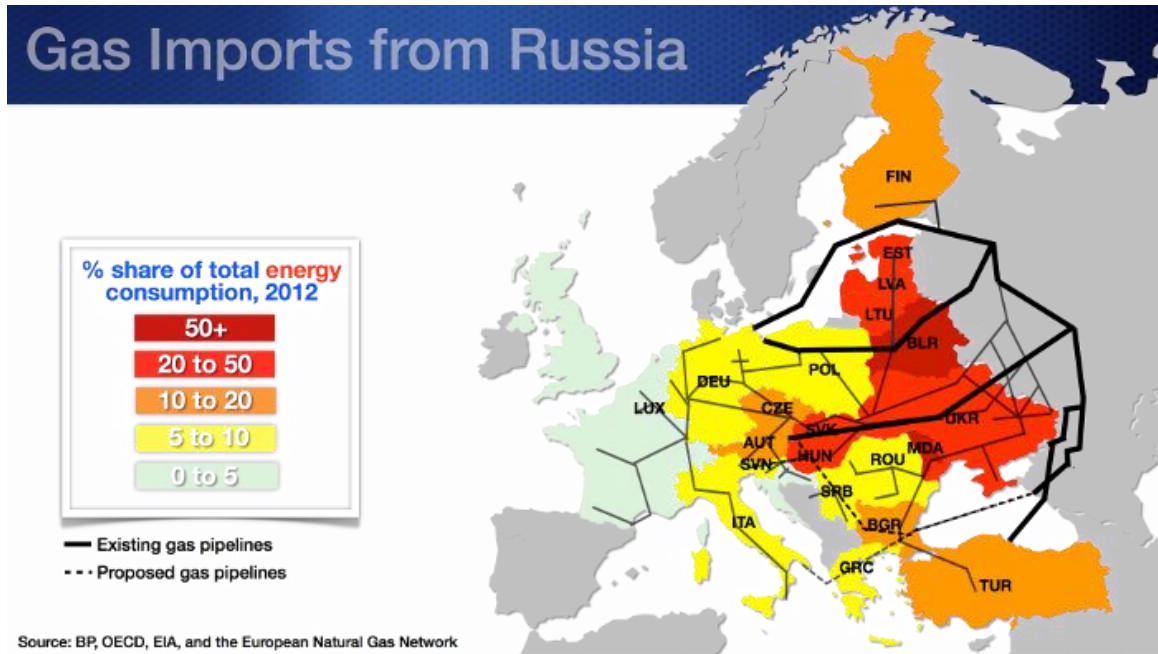 Gas Imports from Russia
% share of total energy
consumption, 2012
50+
20 to 50
10 to 20
5 to 10
0 to 5
Existing gas pipelines
Proposed gas pipelines
FIN
EST
LVA
LTU
BLR
POL
DEU
LUX
CZE
UKR
SVK
AUT
HUN
MDA
SVN
ROU
SRB
ITA
BGR
GRC
TUR
Source: BP, OECD, EIA, and the European Natural Gas Network